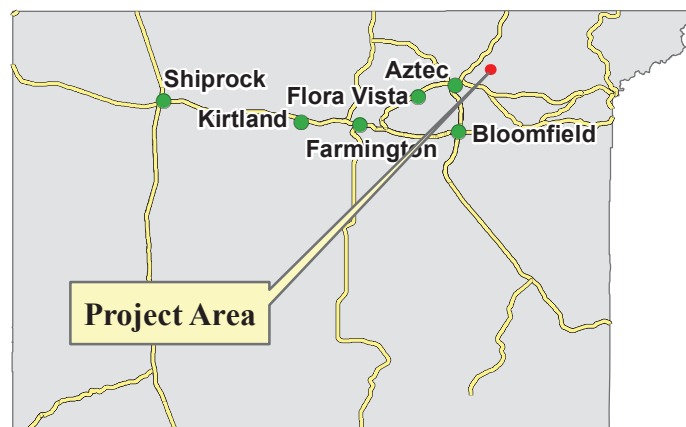 Shiprock
Aztec
Flora Vista
Kirtland
Farmington
Bloomfield
Project Area